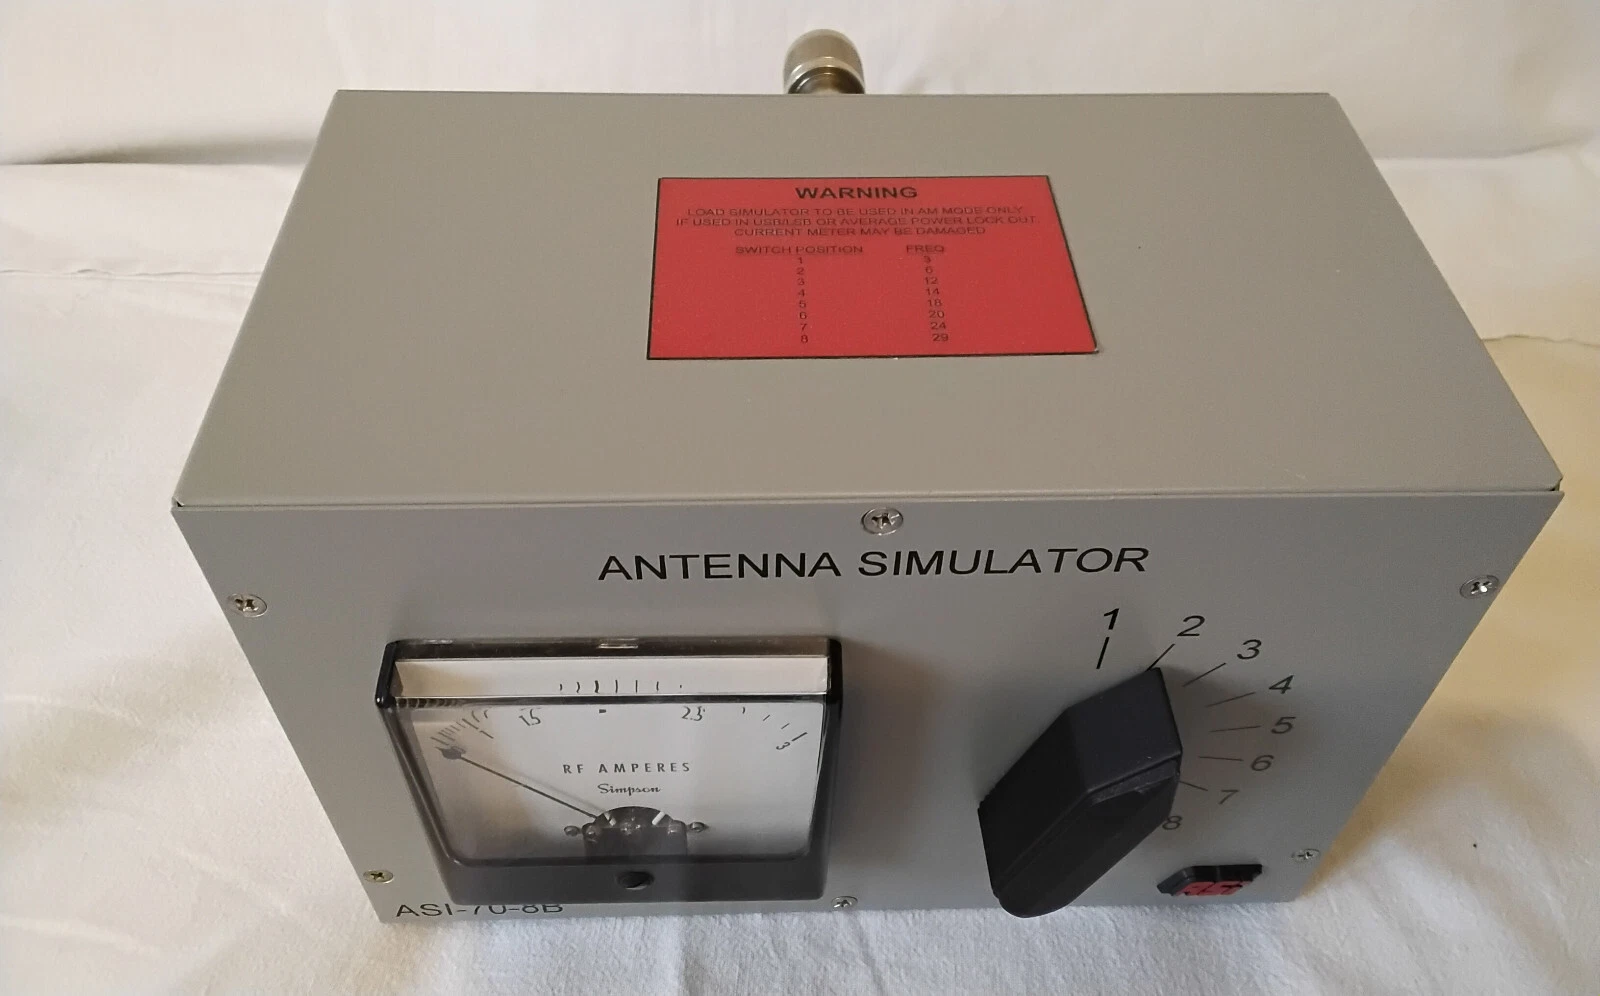 WARNING
LOAD SIMULATOR TO BE USED IN AM MODE ONLY
IF USED IN USB/LSB OR AVERAGE POWER LOCK OUT
CURRENT METER MAY BE DAMAGED
SWITCH POSITION FREQ
1 3
2 6
3 12
4 14
5 18
6 20
7 24
8 29
ANTENNA SIMULATOR
1
2
3
4
5
6
7
8
1 1.5 2.5 3
RF AMPERES
Simpson
ASI-70-8B